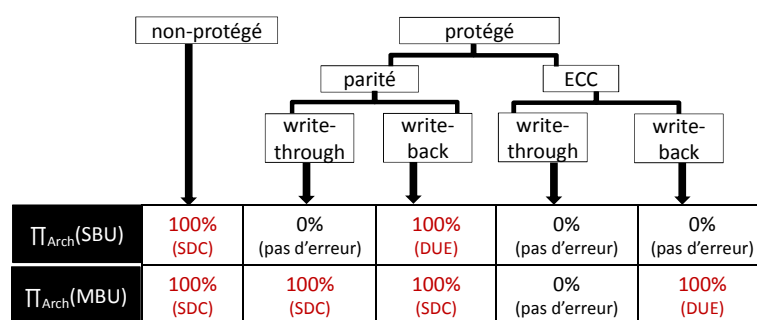 non-protégé
protégé
parité
ECC
write-
through
write-
back
write-
through
write-
back
∏Arch(SBU)
100%
(SDC)
0%
(pas d'erreur)
100%
(DUE)
0%
(pas d'erreur)
0%
(pas d'erreur)
∏Arch(MBU)
100%
(SDC)
100%
(SDC)
100%
(SDC)
0%
(pas d'erreur)
100%
(DUE)